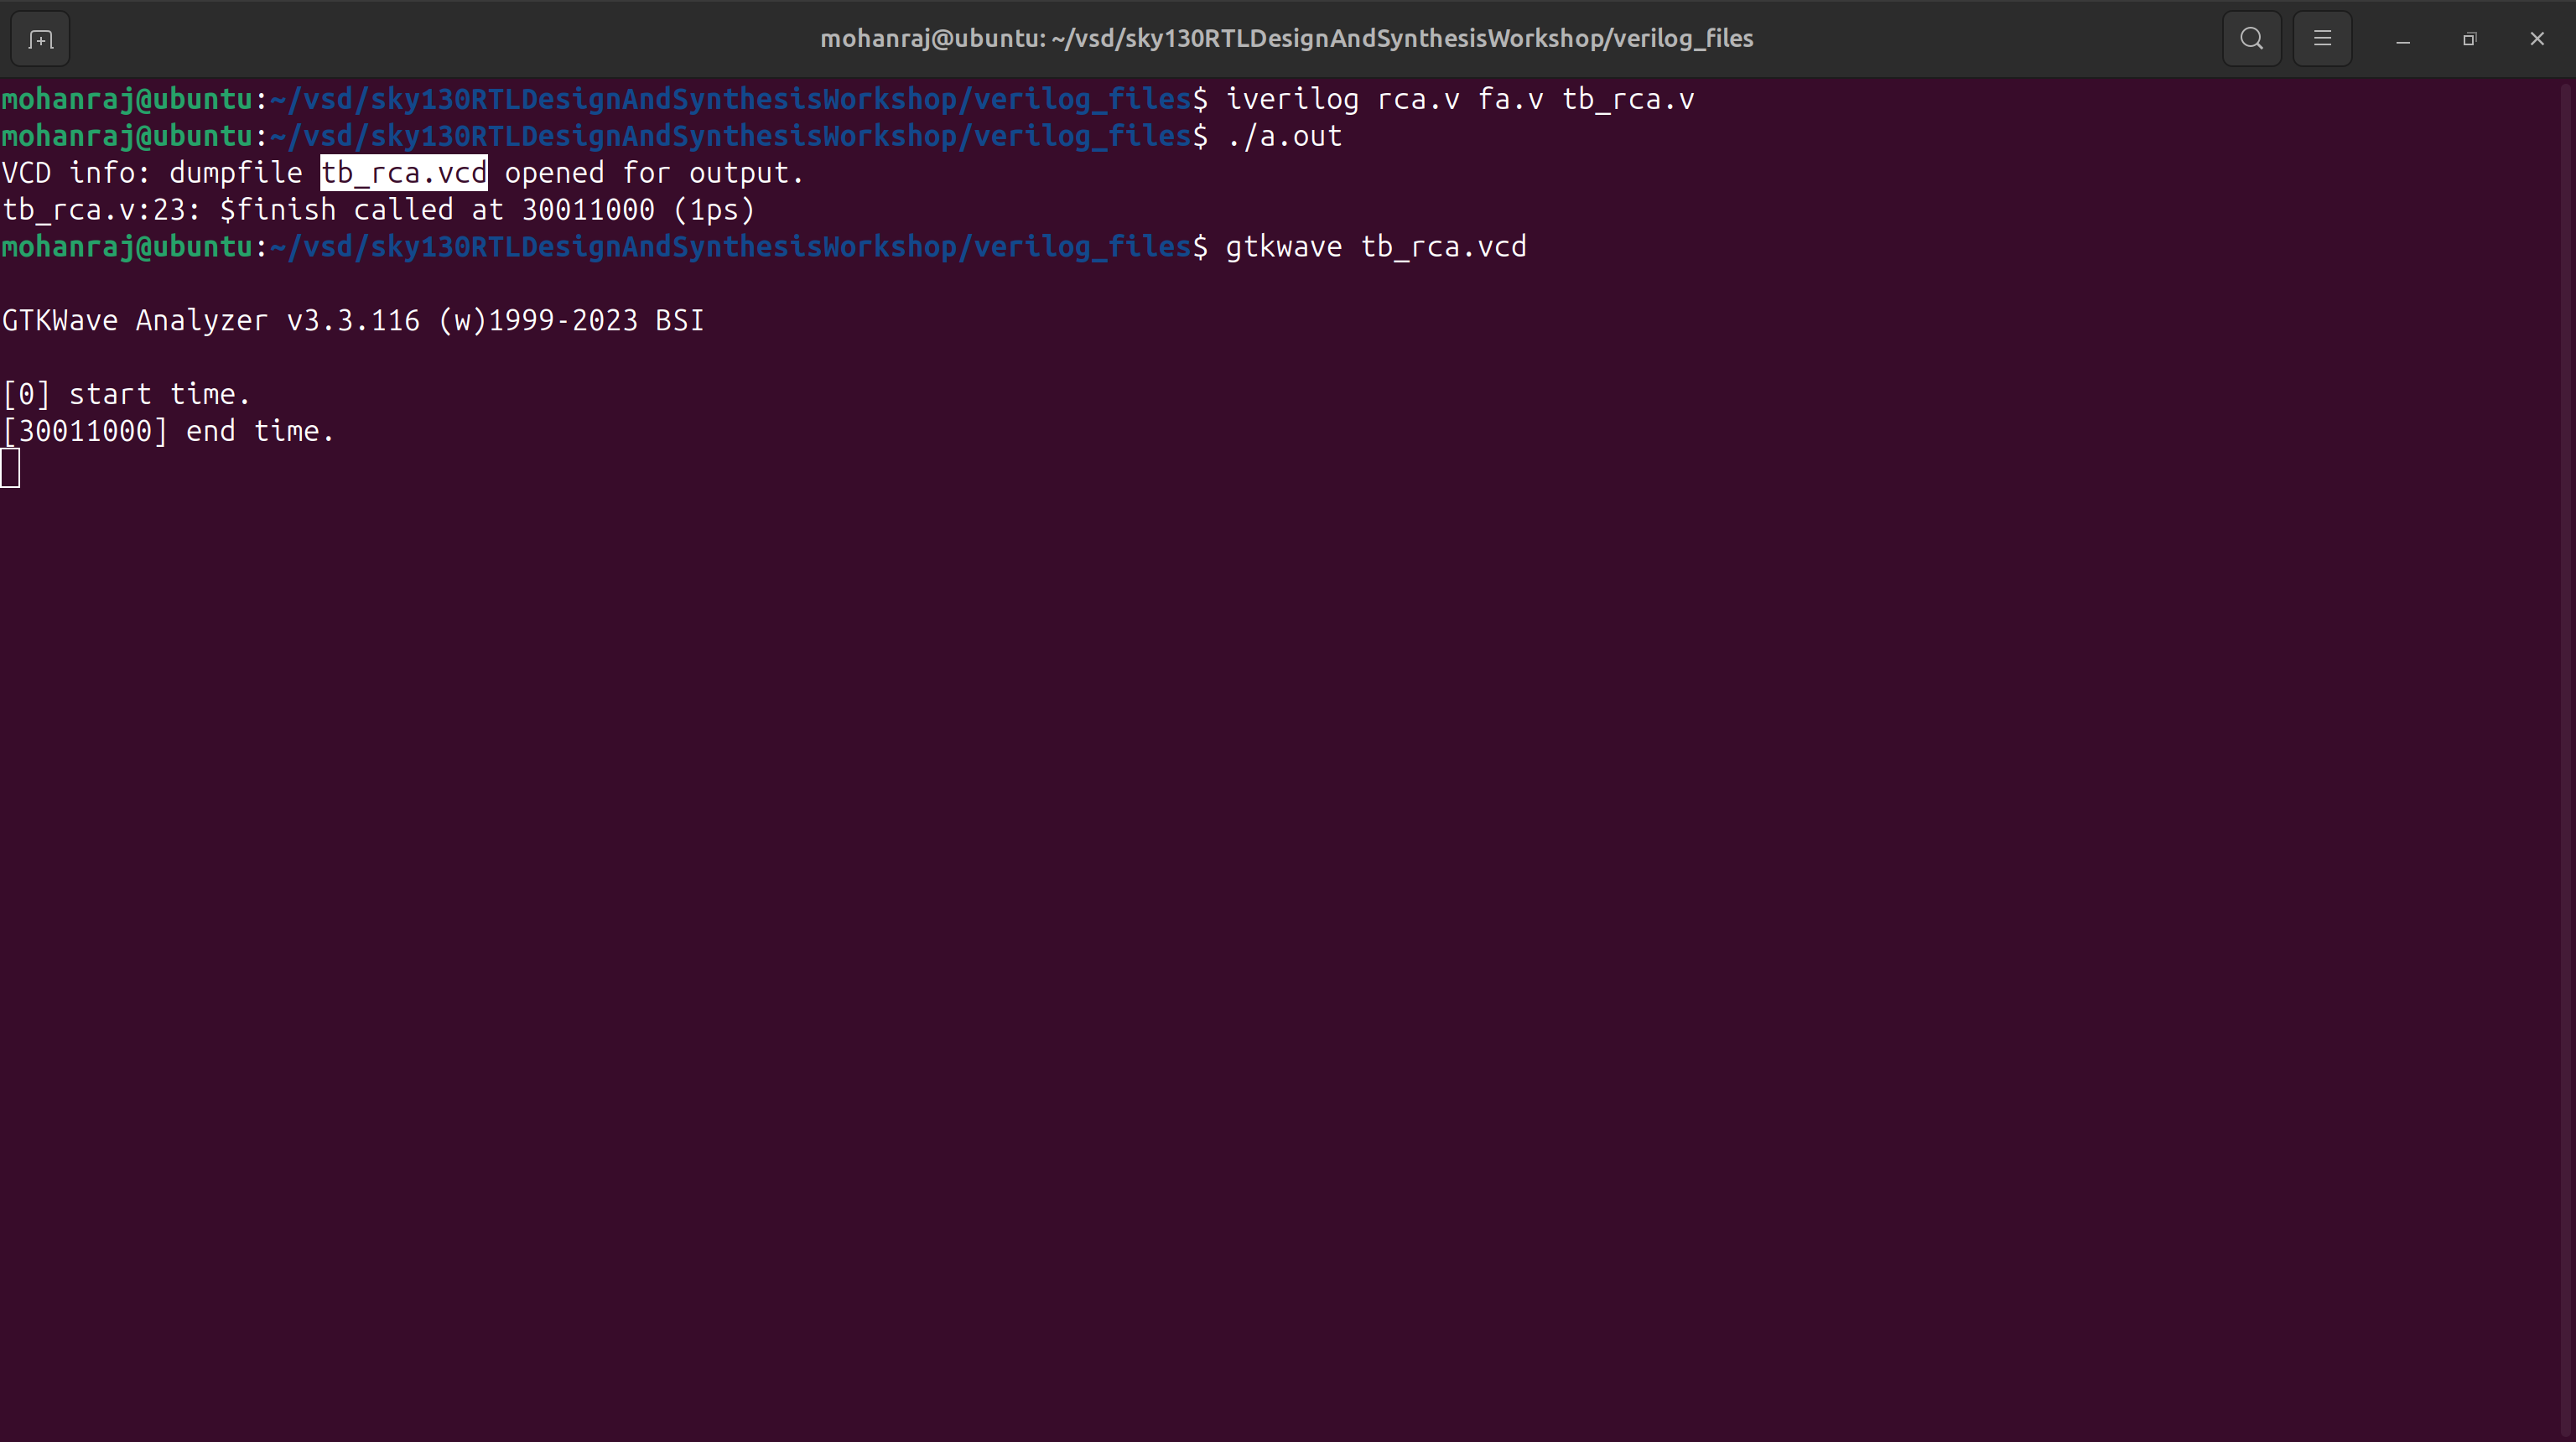 mohanraj@ubuntu: ~/vsd/sky130RTLDesignAndSynthesisWorkshop/verilog_files
mohanraj@ubuntu:~/vsd/sky130RTLDesignAndSynthesisWorkshop/verilog_files$ iverilog rca.v fa.v tb_rca.v
mohanraj@ubuntu:~/vsd/sky130RTLDesignAndSynthesisWorkshop/verilog_files$ ./a.out
VCD info: dumpfile tb_rca.vcd opened for output.
tb_rca.v:23: $finish called at 30011000 (1ps)
mohanraj@ubuntu:~/vsd/sky130RTLDesignAndSynthesisWorkshop/verilog_files$ gtkwave tb_rca.vcd
GTKWave Analyzer v3.3.116 (w)1999-2023 BSI
[0] start time.
[30011000] end time.